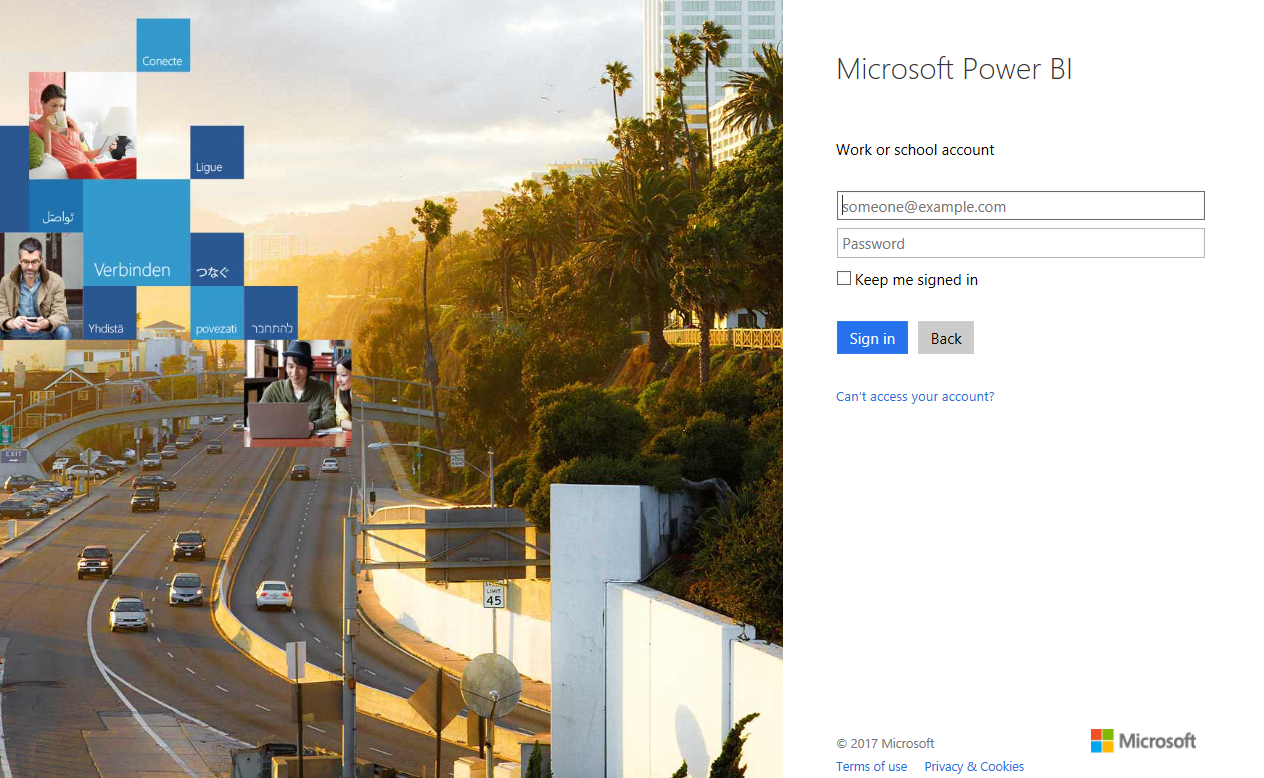 Conecte
Ligue
تَواصَل
Verbinden
つなぐ
Yhdistä
povezati
להתחבר
EXIT
LIMIT
45
Microsoft Power BI
Work or school account
someone@example.com
Password
Keep me signed in
Sign in
Back
Can't access your account?
© 2017 Microsoft
Microsoft
Terms of use
Privacy & Cookies